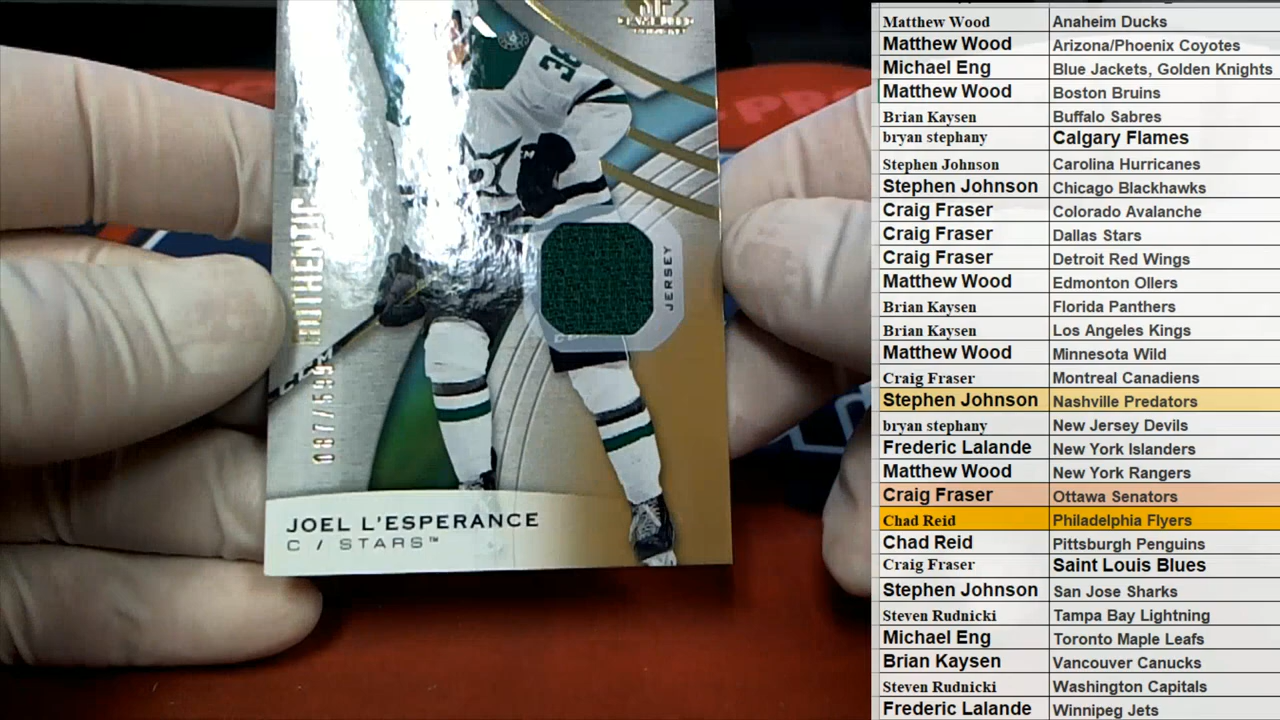 38
AUTHENTIC
JERSEY
087/599
JOEL L'ESPERANCE
C / STARS™
Matthew Wood Anaheim Ducks
Matthew Wood Arizona/Phoenix Coyotes
Michael Eng Blue Jackets, Golden Knights
Matthew Wood Boston Bruins
Brian Kaysen Buffalo Sabres
bryan stephany Calgary Flames
Stephen Johnson Carolina Hurricanes
Stephen Johnson Chicago Blackhawks
Craig Fraser Colorado Avalanche
Craig Fraser Dallas Stars
Craig Fraser Detroit Red Wings
Matthew Wood Edmonton Oilers
Brian Kaysen Florida Panthers
Brian Kaysen Los Angeles Kings
Matthew Wood Minnesota Wild
Craig Fraser Montreal Canadiens
Stephen Johnson Nashville Predators
bryan stephany New Jersey Devils
Frederic Lalande New York Islanders
Matthew Wood New York Rangers
Craig Fraser Ottawa Senators
Chad Reid Philadelphia Flyers
Chad Reid Pittsburgh Penguins
Craig Fraser Saint Louis Blues
Stephen Johnson San Jose Sharks
Steven Rudnicki Tampa Bay Lightning
Michael Eng Toronto Maple Leafs
Brian Kaysen Vancouver Canucks
Steven Rudnicki Washington Capitals
Frederic Lalande Winnipeg Jets